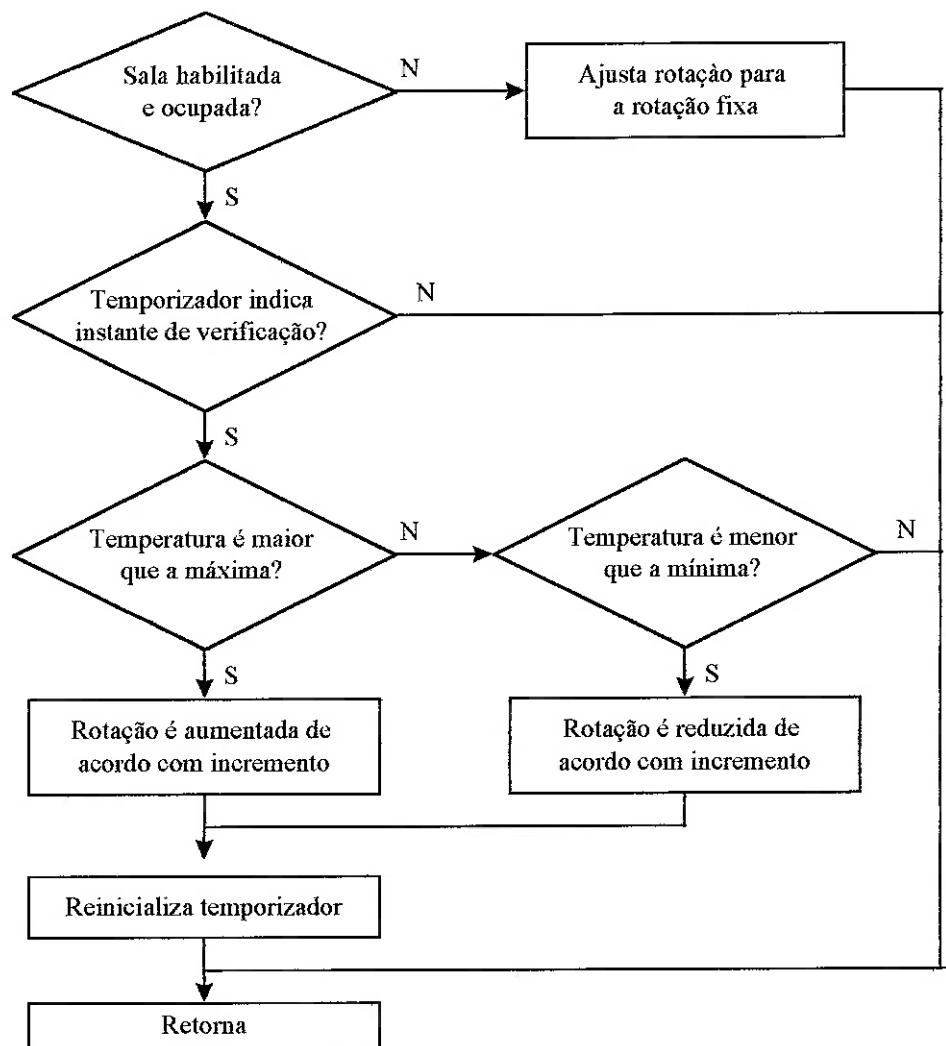 Sala habilitada
e ocupada?
N
Ajusta rotação para
a rotação fixa
S
Temporizador indica
instante de verificação?
N
S
Temperatura é maior
que a máxima?
N
Temperatura é menor
que a mínima?
N
S
S
Rotação é aumentada de
acordo com incremento
Rotação é reduzida de
acordo com incremento
Reinicializa temporizador
Retorna